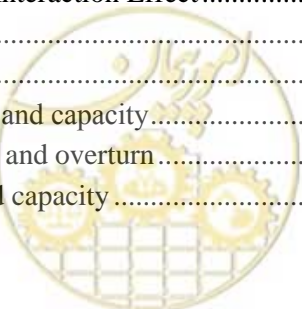 Interaction Effect....................
........................................
........................................
and capacity........................
and overturn.......................
d capacity..............................